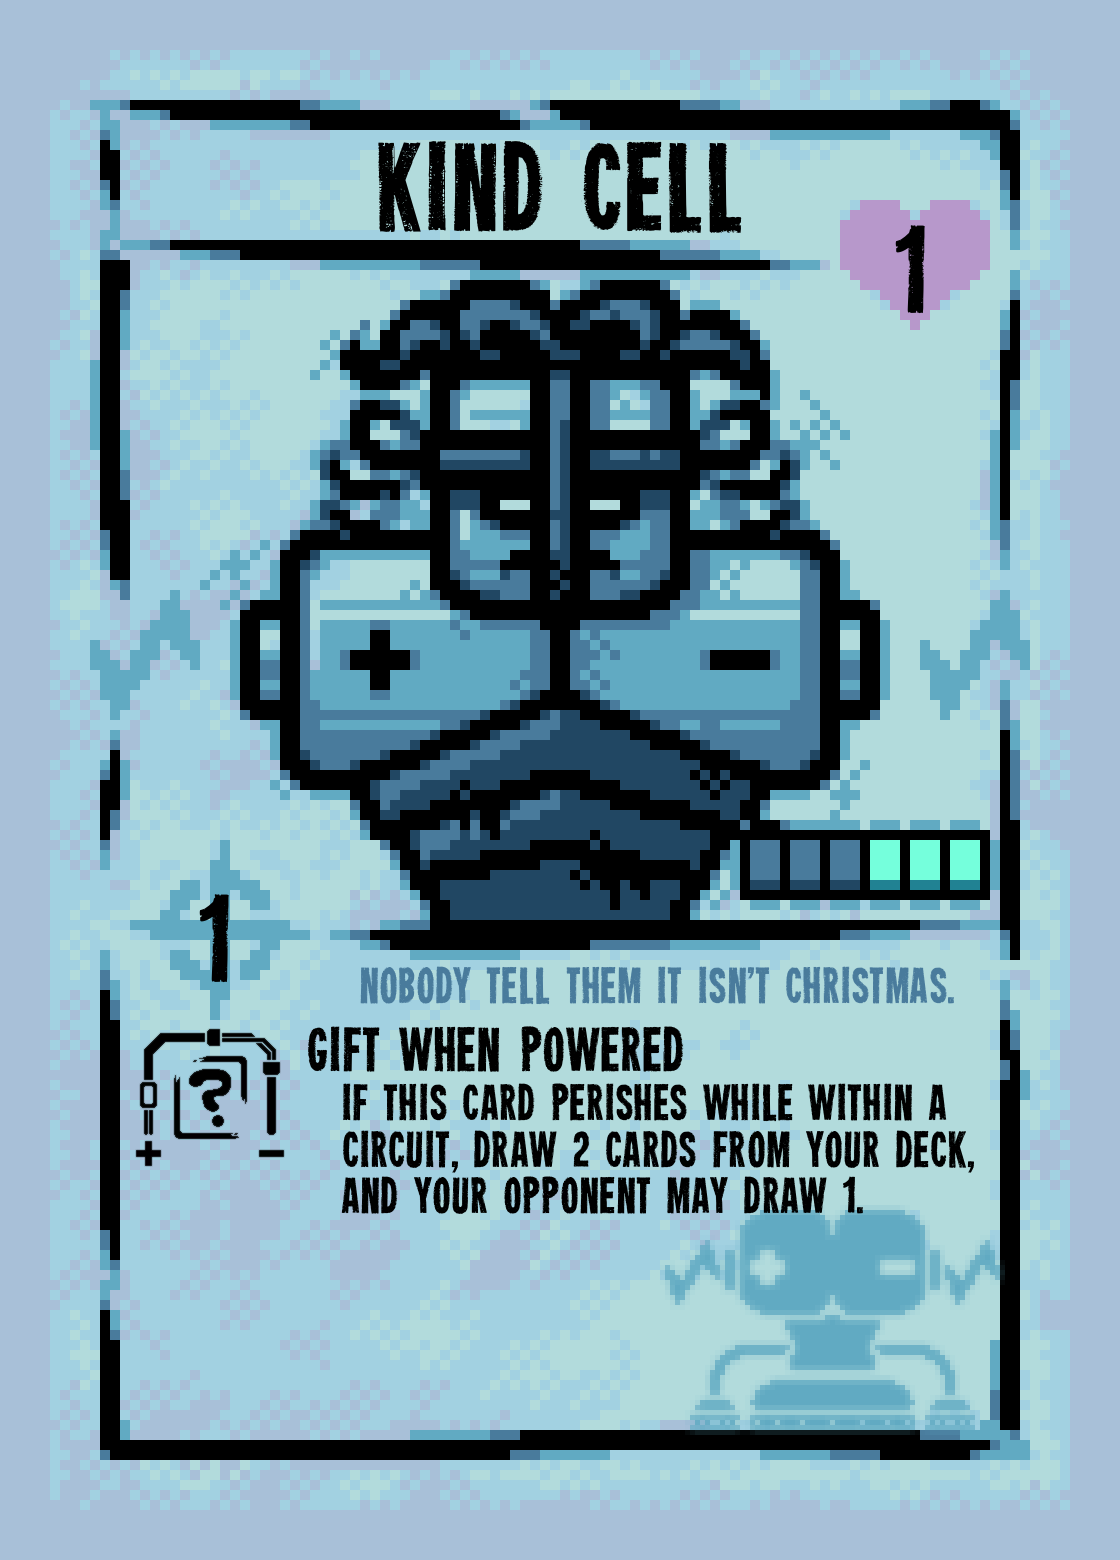 KIND CELL
1
+ −
1
NOBODY TELL THEM IT ISN'T CHRISTMAS.
GIFT WHEN POWERED
?
+ −
IF THIS CARD PERISHES WHILE WITHIN A
CIRCUIT, DRAW 2 CARDS FROM YOUR DECK,
AND YOUR OPPONENT MAY DRAW 1.